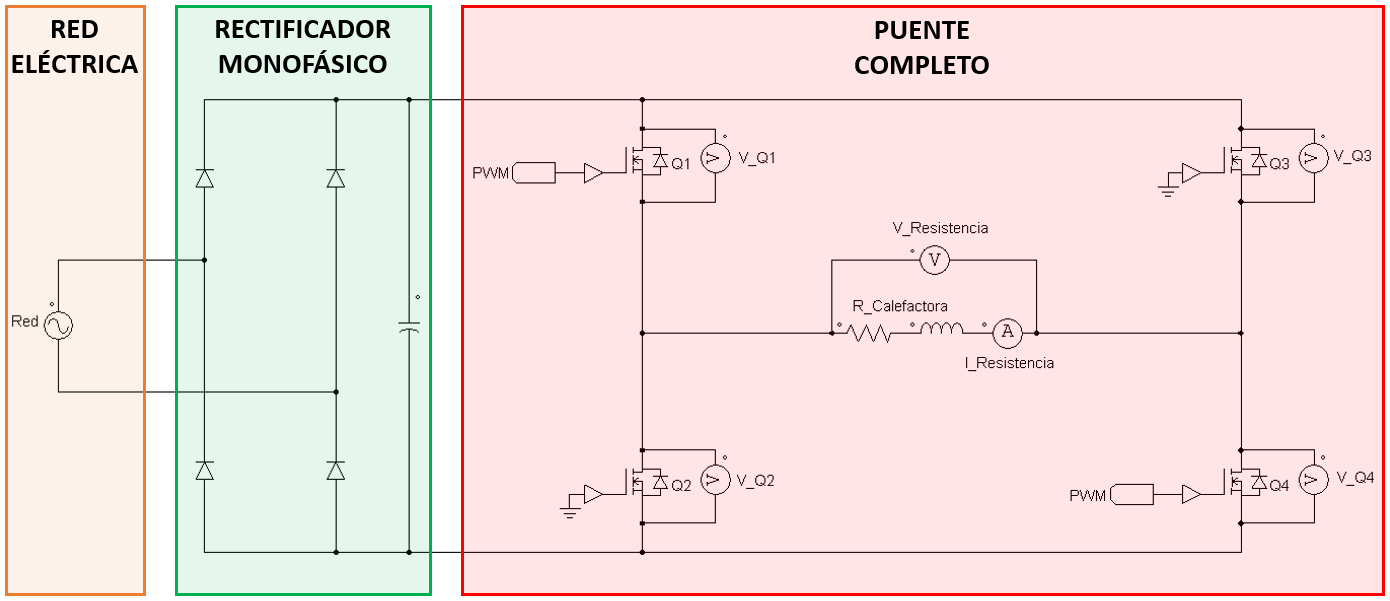 RED
ELÉCTRICA
RECTIFICADOR
MONOFÁSICO
PUENTE
COMPLETO
PWM
Q1
V_Q1
Q3
V_Q3
V_Resistencia
V
R_Calefactora
A
I_Resistencia
Red
Q2
V_Q2
PWM
Q4
V_Q4
V
V
V
V